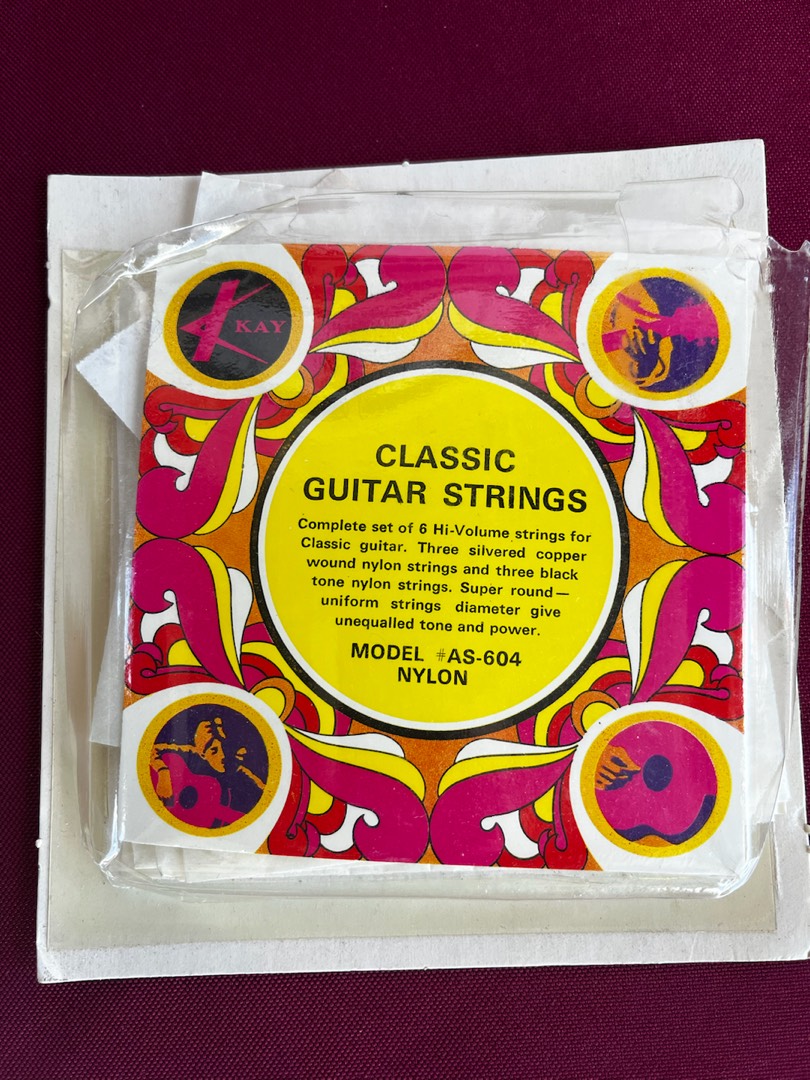 KAY
CLASSIC
GUITAR STRINGS
Complete set of 6 Hi-Volume strings for
Classic guitar. Three silvered copper
wound nylon strings and three black
tone nylon strings. Super round—
uniform strings diameter give
unequalled tone and power.
MODEL #AS-604
NYLON